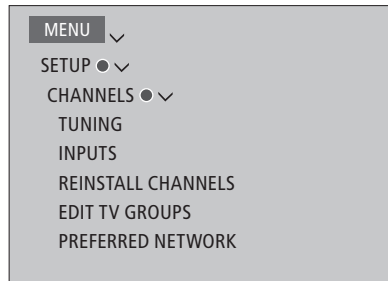 MENU
SETUP
CHANNELS
TUNING
INPUTS
REINSTALL CHANNELS
EDIT TV GROUPS
PREFERRED NETWORK